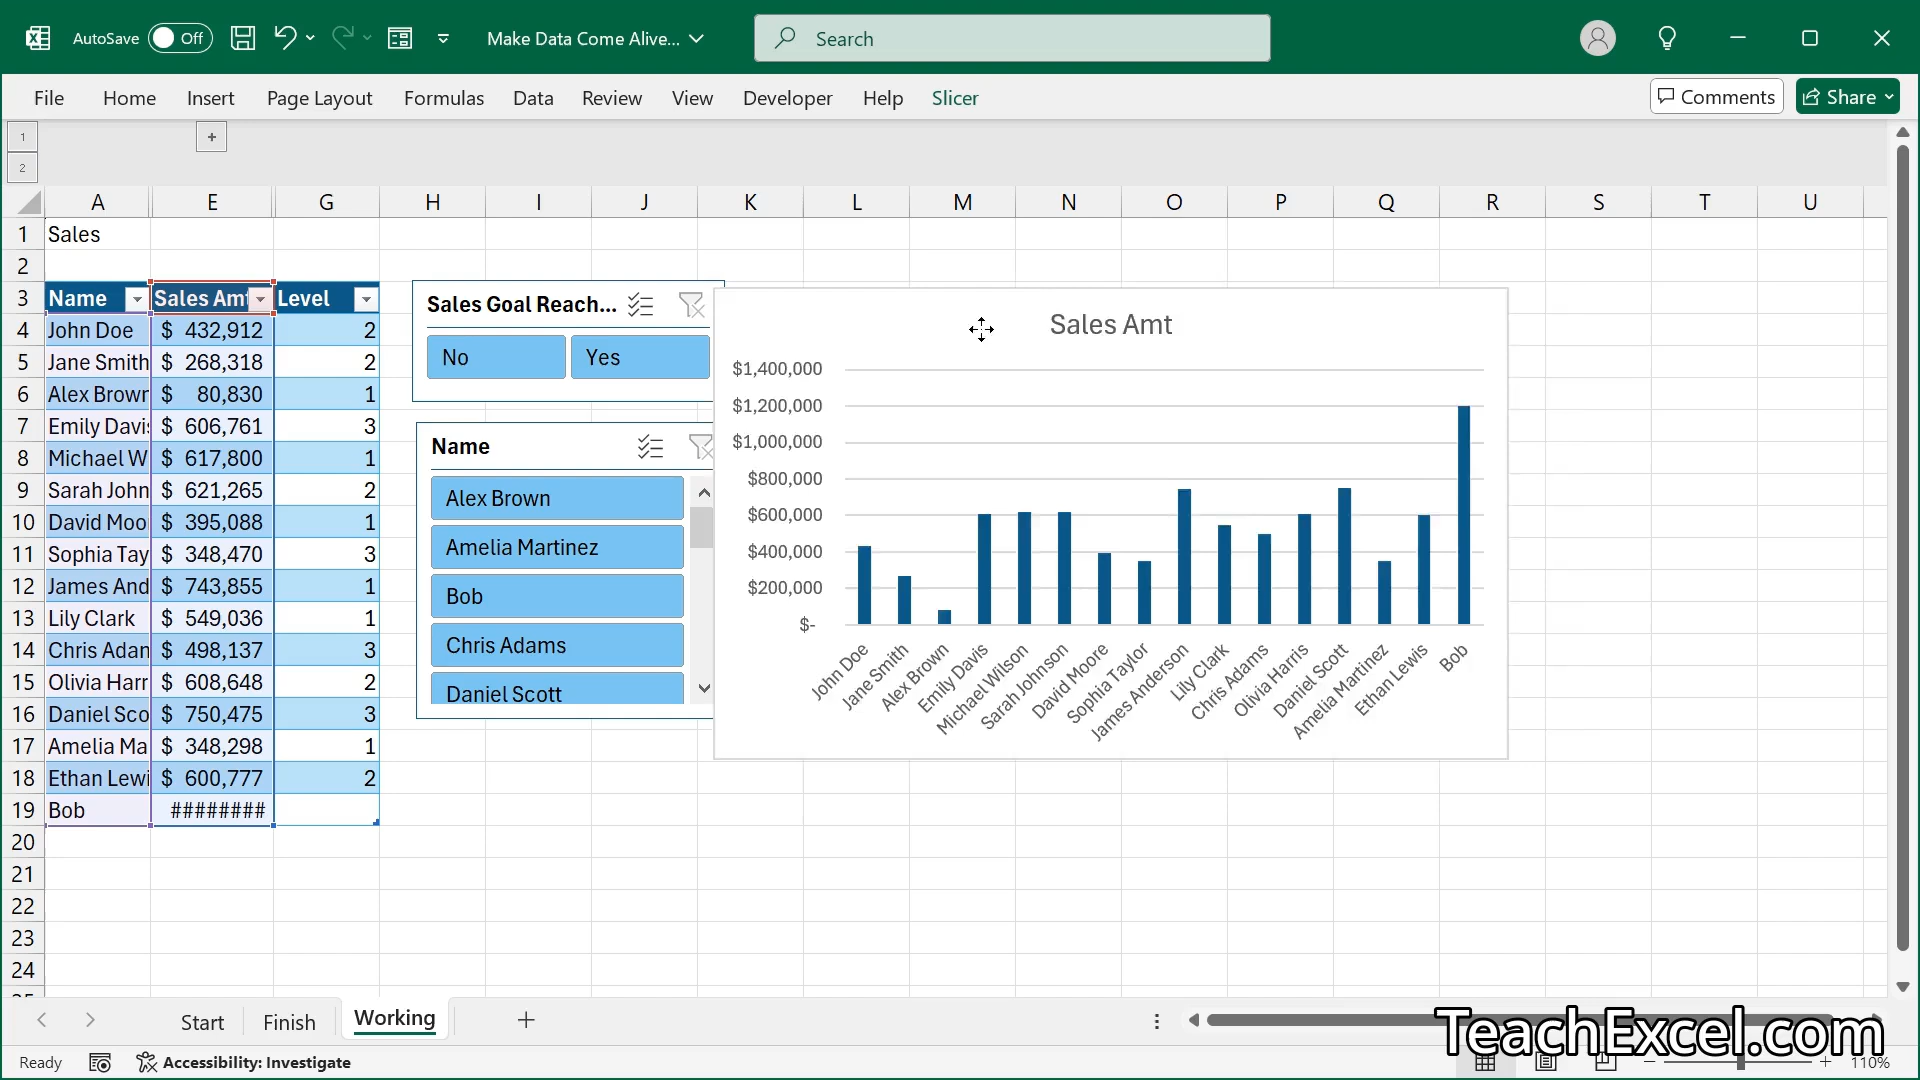 AutoSave Off Make Data Come Alive... Search
File Home Insert Page Layout Formulas Data Review View Developer Help Slicer Comments Share
1 +
2
A E G H I J K L M N O P Q R S T U
1 Sales
2
3 Name Sales Amt Level
4 John Doe $ 432,912 2
5 Jane Smith $ 268,318 2
6 Alex Brown $ 80,830 1
7 Emily Davis $ 606,761 3
8 Michael W $ 617,800 1
9 Sarah John $ 621,265 2
10 David Moo $ 395,088 1
11 Sophia Tay $ 348,470 3
12 James And $ 743,855 1
13 Lily Clark $ 549,036 1
14 Chris Adan $ 498,137 3
15 Olivia Harr $ 608,648 2
16 Daniel Sco $ 750,475 3
17 Amelia Ma $ 348,298 1
18 Ethan Lewi $ 600,777 2
19 Bob ########
20
21
22
23
24
Sales Goal Reach...
No Yes
Name
Alex Brown
Amelia Martinez
Bob
Chris Adams
Daniel Scott
Sales Amt
$1,400,000
$1,200,000
$1,000,000
$800,000
$600,000
$400,000
$200,000
$-
John Doe
Jane Smith
Alex Brown
Emily Davis
Michael Wilson
Sarah Johnson
David Moore
Sophia Taylor
James Anderson
Lily Clark
Chris Adams
Olivia Harris
Daniel Scott
Amelia Martinez
Ethan Lewis
Bob
Start Finish Working +
TeachExcel.com
Ready Accessibility: Investigate 110%